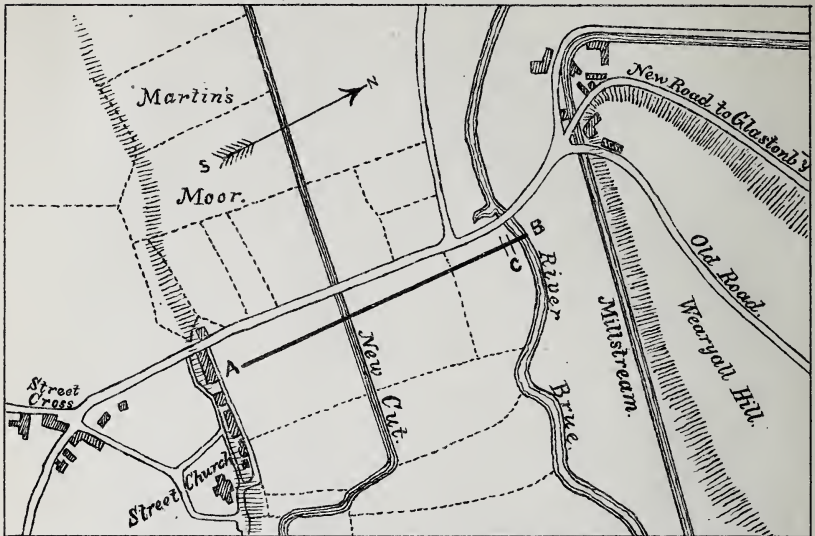 Martin's
Moor.
S
N
New Road to Glastonby
Old Road.
Wearyall Hill.
Millstream.
River
Brue.
A
B
C
New
Cut.
Street
Cross
Street Church